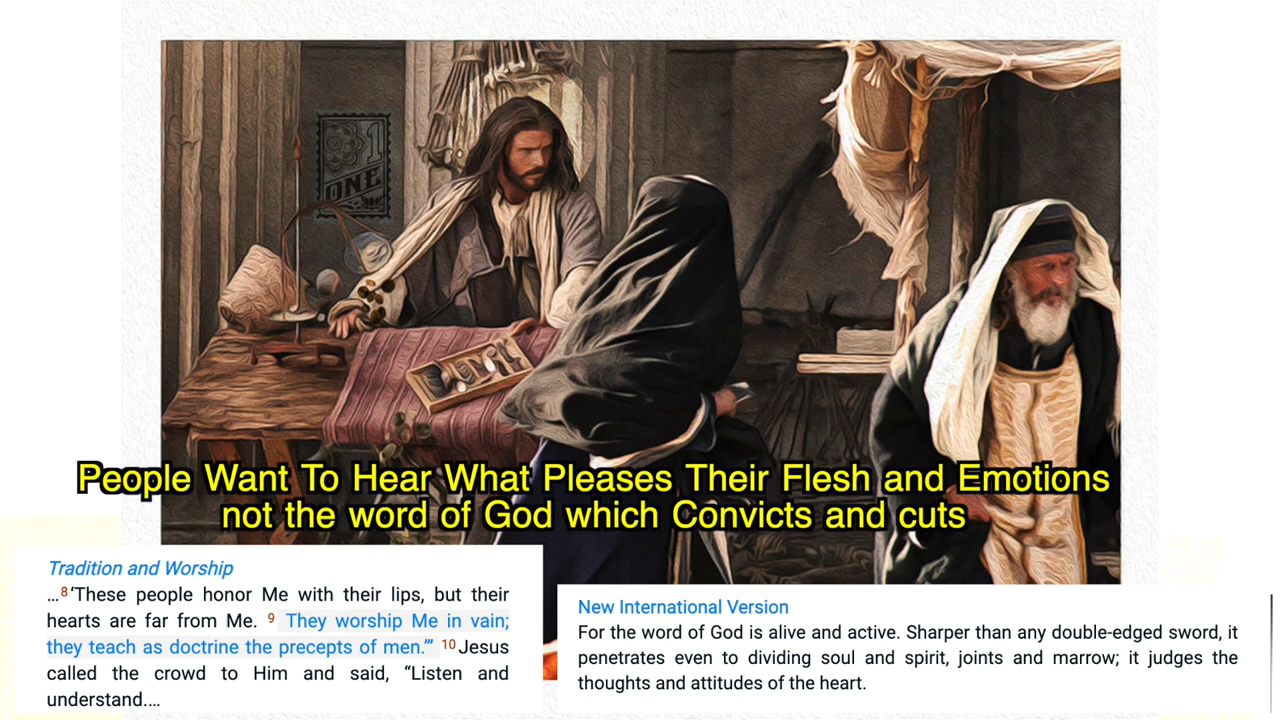 1
ONE
People Want To Hear What Pleases Their Flesh and Emotions
not the word of God which Convicts and cuts
Tradition and Worship
…8 ‘These people honor Me with their lips, but their
hearts are far from Me. 9 They worship Me in vain;
they teach as doctrine the precepts of men.’” 10 Jesus
called the crowd to Him and said, “Listen and
understand.…
New International Version
For the word of God is alive and active. Sharper than any double-edged sword, it
penetrates even to dividing soul and spirit, joints and marrow; it judges the
thoughts and attitudes of the heart.